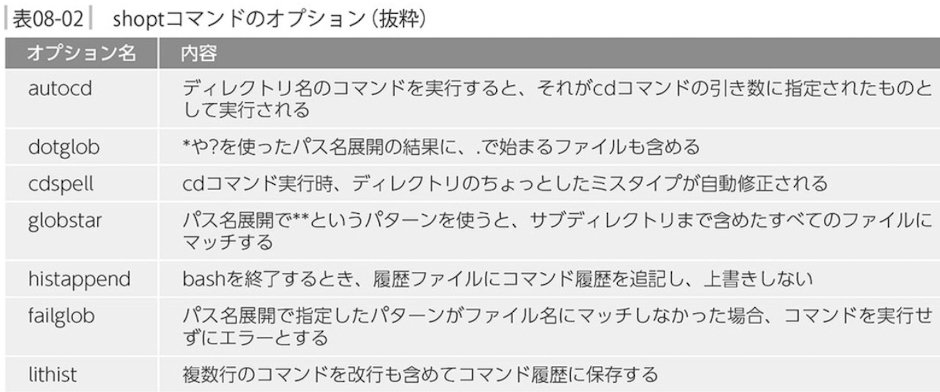 表08-02 shoptコマンドのオプション（抜粋）
オプション名 内容
autocd ディレクトリ名のコマンドを実行すると、それがcdコマンドの引き数に指定されたものと
して実行される
dotglob *や?を使ったパス名展開の結果に、.で始まるファイルも含める
cdspell cdコマンド実行時、ディレクトリのちょっとしたミスタイプが自動修正される
globstar パス名展開で**というパターンを使うと、サブディレクトリまで含めたすべてのファイルに
マッチする
histappend bashを終了するとき、履歴ファイルにコマンド履歴を追記し、上書きしない
failglob パス名展開で指定したパターンがファイル名にマッチしなかった場合、コマンドを実行せ
ずにエラーとする
lithist 複数行のコマンドを改行も含めてコマンド履歴に保存する